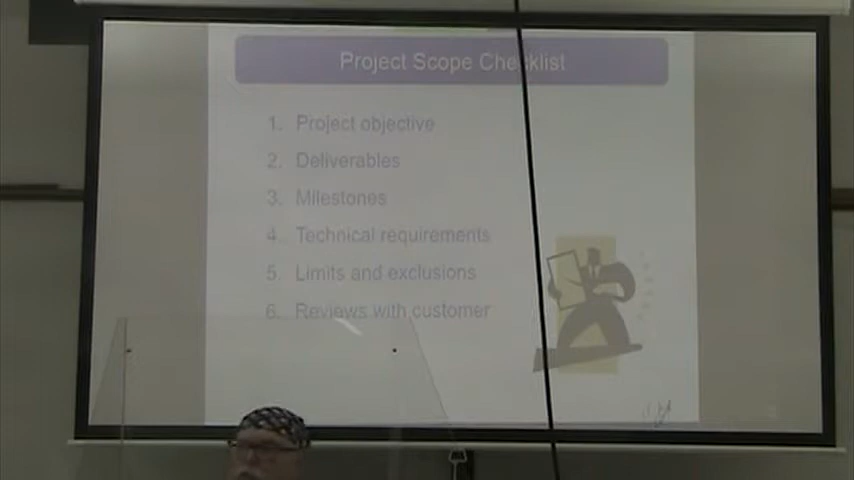 Project Scope Checklist
1. Project objective
2. Deliverables
3. Milestones
4. Technical requirements
5. Limits and exclusions
6. Reviews with customer